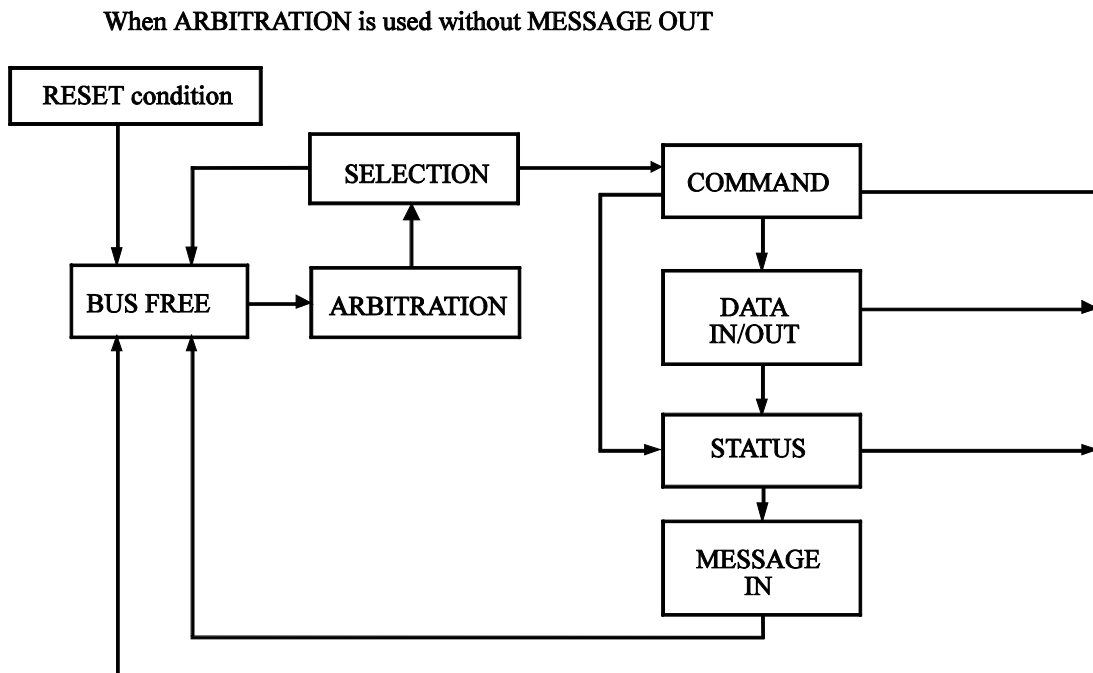 When ARBITRATION is used without MESSAGE OUT
RESET condition
SELECTION
COMMAND
BUS FREE
ARBITRATION
DATA
IN/OUT
STATUS
MESSAGE
IN